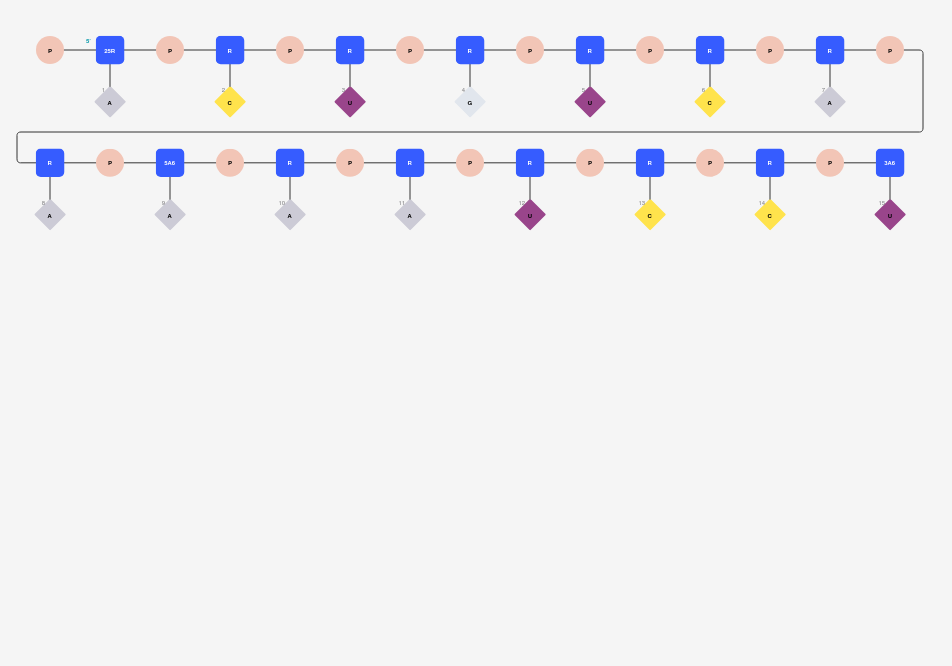 5'
P 25R P R P R P R P R P R P R P
1 A 2 C 3 U 4 G 5 U 6 C 7 A
R P 5A6 P R P R P R P R P R P 3A6
8 A 9 A 10 A 11 A 12 U 13 C 14 C 15 U